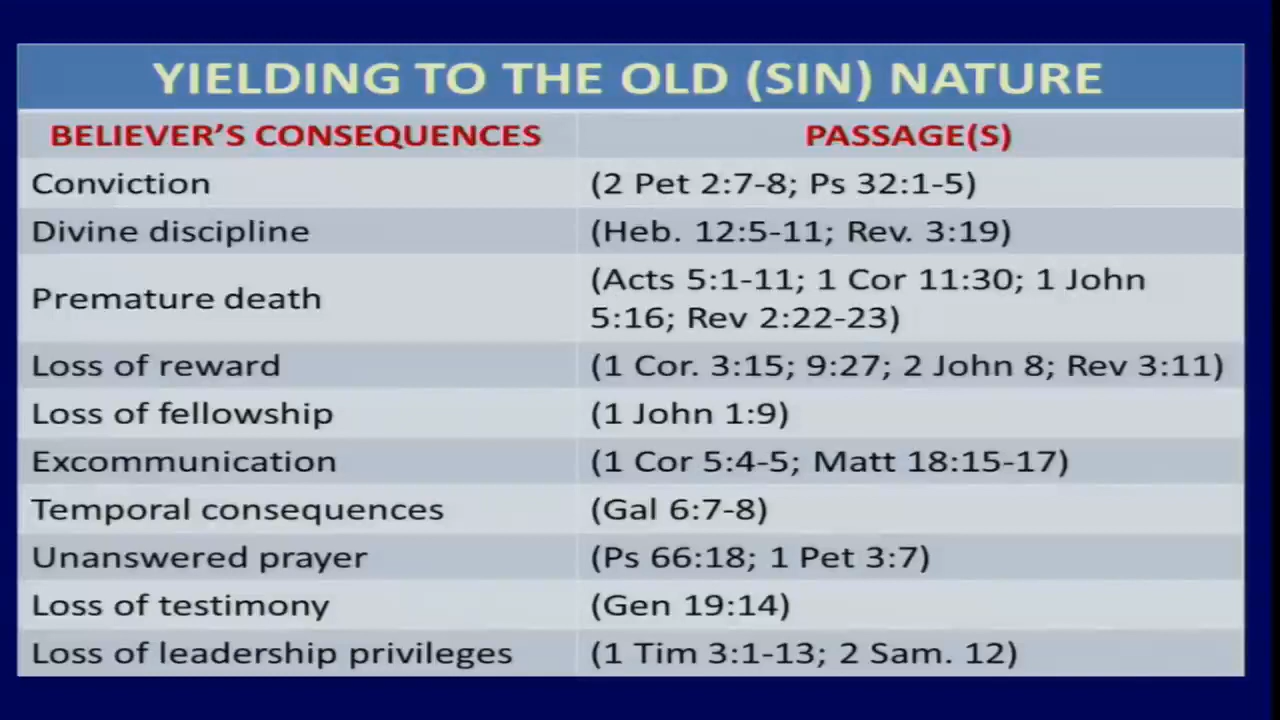 YIELDING TO THE OLD (SIN) NATURE
BELIEVER’S CONSEQUENCES PASSAGE(S)
Conviction (2 Pet 2:7-8; Ps 32:1-5)
Divine discipline (Heb. 12:5-11; Rev. 3:19)
Premature death (Acts 5:1-11; 1 Cor 11:30; 1 John
5:16; Rev 2:22-23)
Loss of reward (1 Cor. 3:15; 9:27; 2 John 8; Rev 3:11)
Loss of fellowship (1 John 1:9)
Excommunication (1 Cor 5:4-5; Matt 18:15-17)
Temporal consequences (Gal 6:7-8)
Unanswered prayer (Ps 66:18; 1 Pet 3:7)
Loss of testimony (Gen 19:14)
Loss of leadership privileges (1 Tim 3:1-13; 2 Sam. 12)